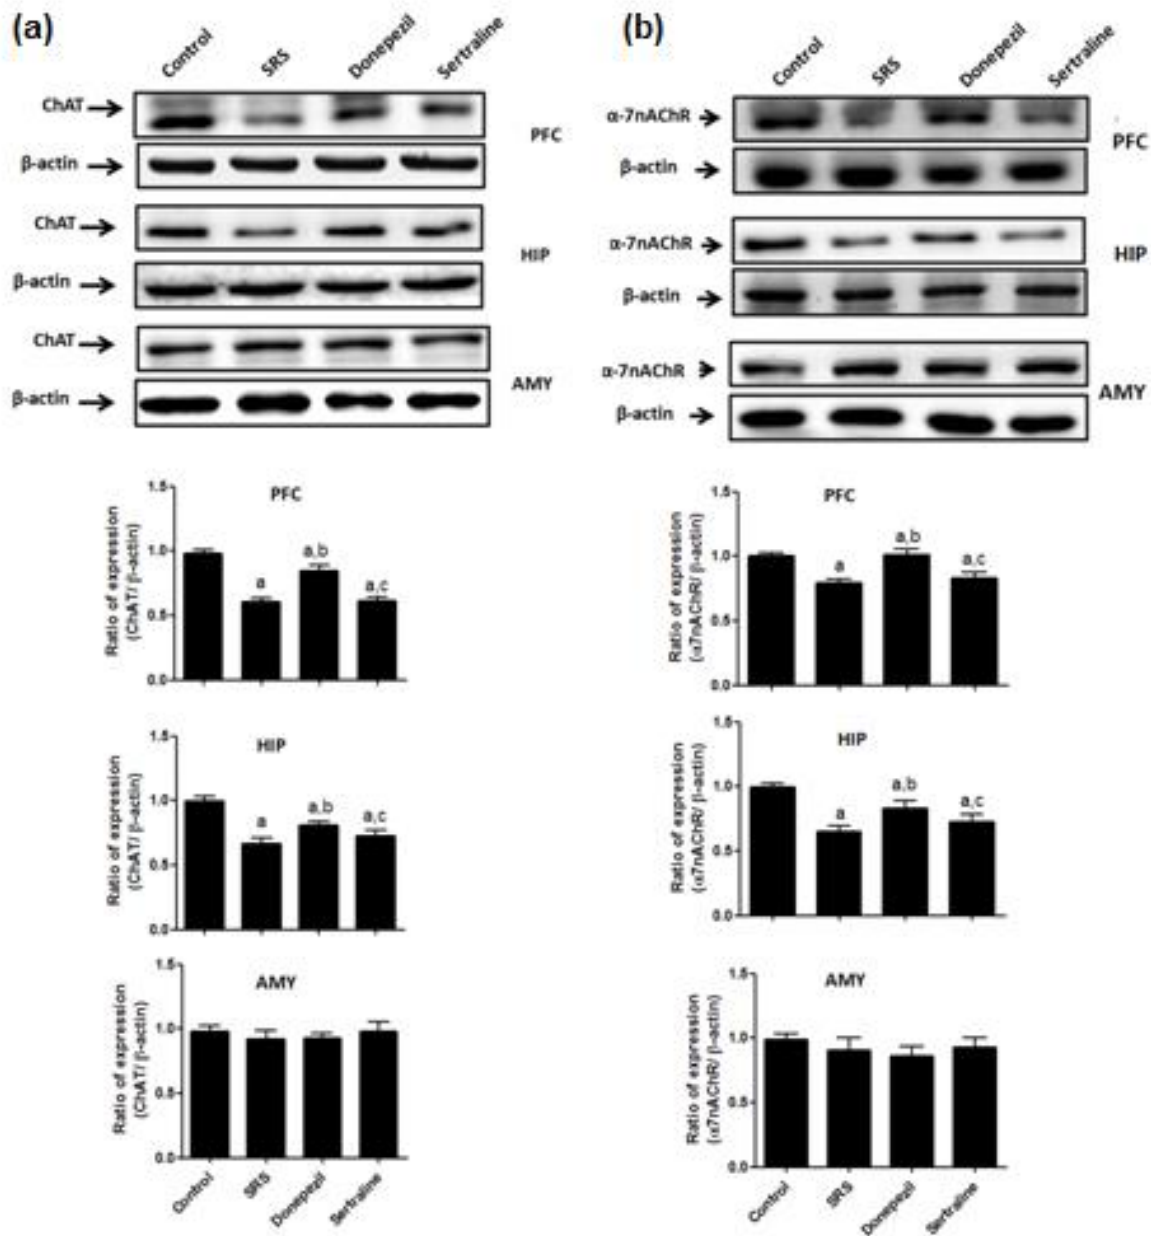 (a)
Control
SRS
Donepezil
Sertraline
ChAT
PFC
β-actin
ChAT
HIP
β-actin
ChAT
AMY
β-actin
(b)
Control
SRS
Donepezil
Sertraline
α-7nAChR
PFC
β-actin
α-7nAChR
HIP
β-actin
α-7nAChR
AMY
β-actin
PFC
Ratio of expression
(ChAT/ β-actin)
1.5
1.0
0.5
0.0
a
a,b
a,c
HIP
Ratio of expression
(ChAT/ β-actin)
1.5
1.0
0.5
0.0
a
a,b
a,c
AMY
Ratio of expression
(ChAT/ β-actin)
1.5
1.0
0.5
0.0
Control
SRS
Donepezil
Sertraline
PFC
Ratio of expression
(α7nAChR/ β-actin)
1.5
1.0
0.5
0.0
a
a,b
a,c
HIP
Ratio of expression
(α7nAChR/ β-actin)
1.5
1.0
0.5
0.0
a
a,b
a,c
AMY
Ratio of expression
(α7nAChR/ β-actin)
1.5
1.0
0.5
0.0
Control
SRS
Donepezil
Sertraline